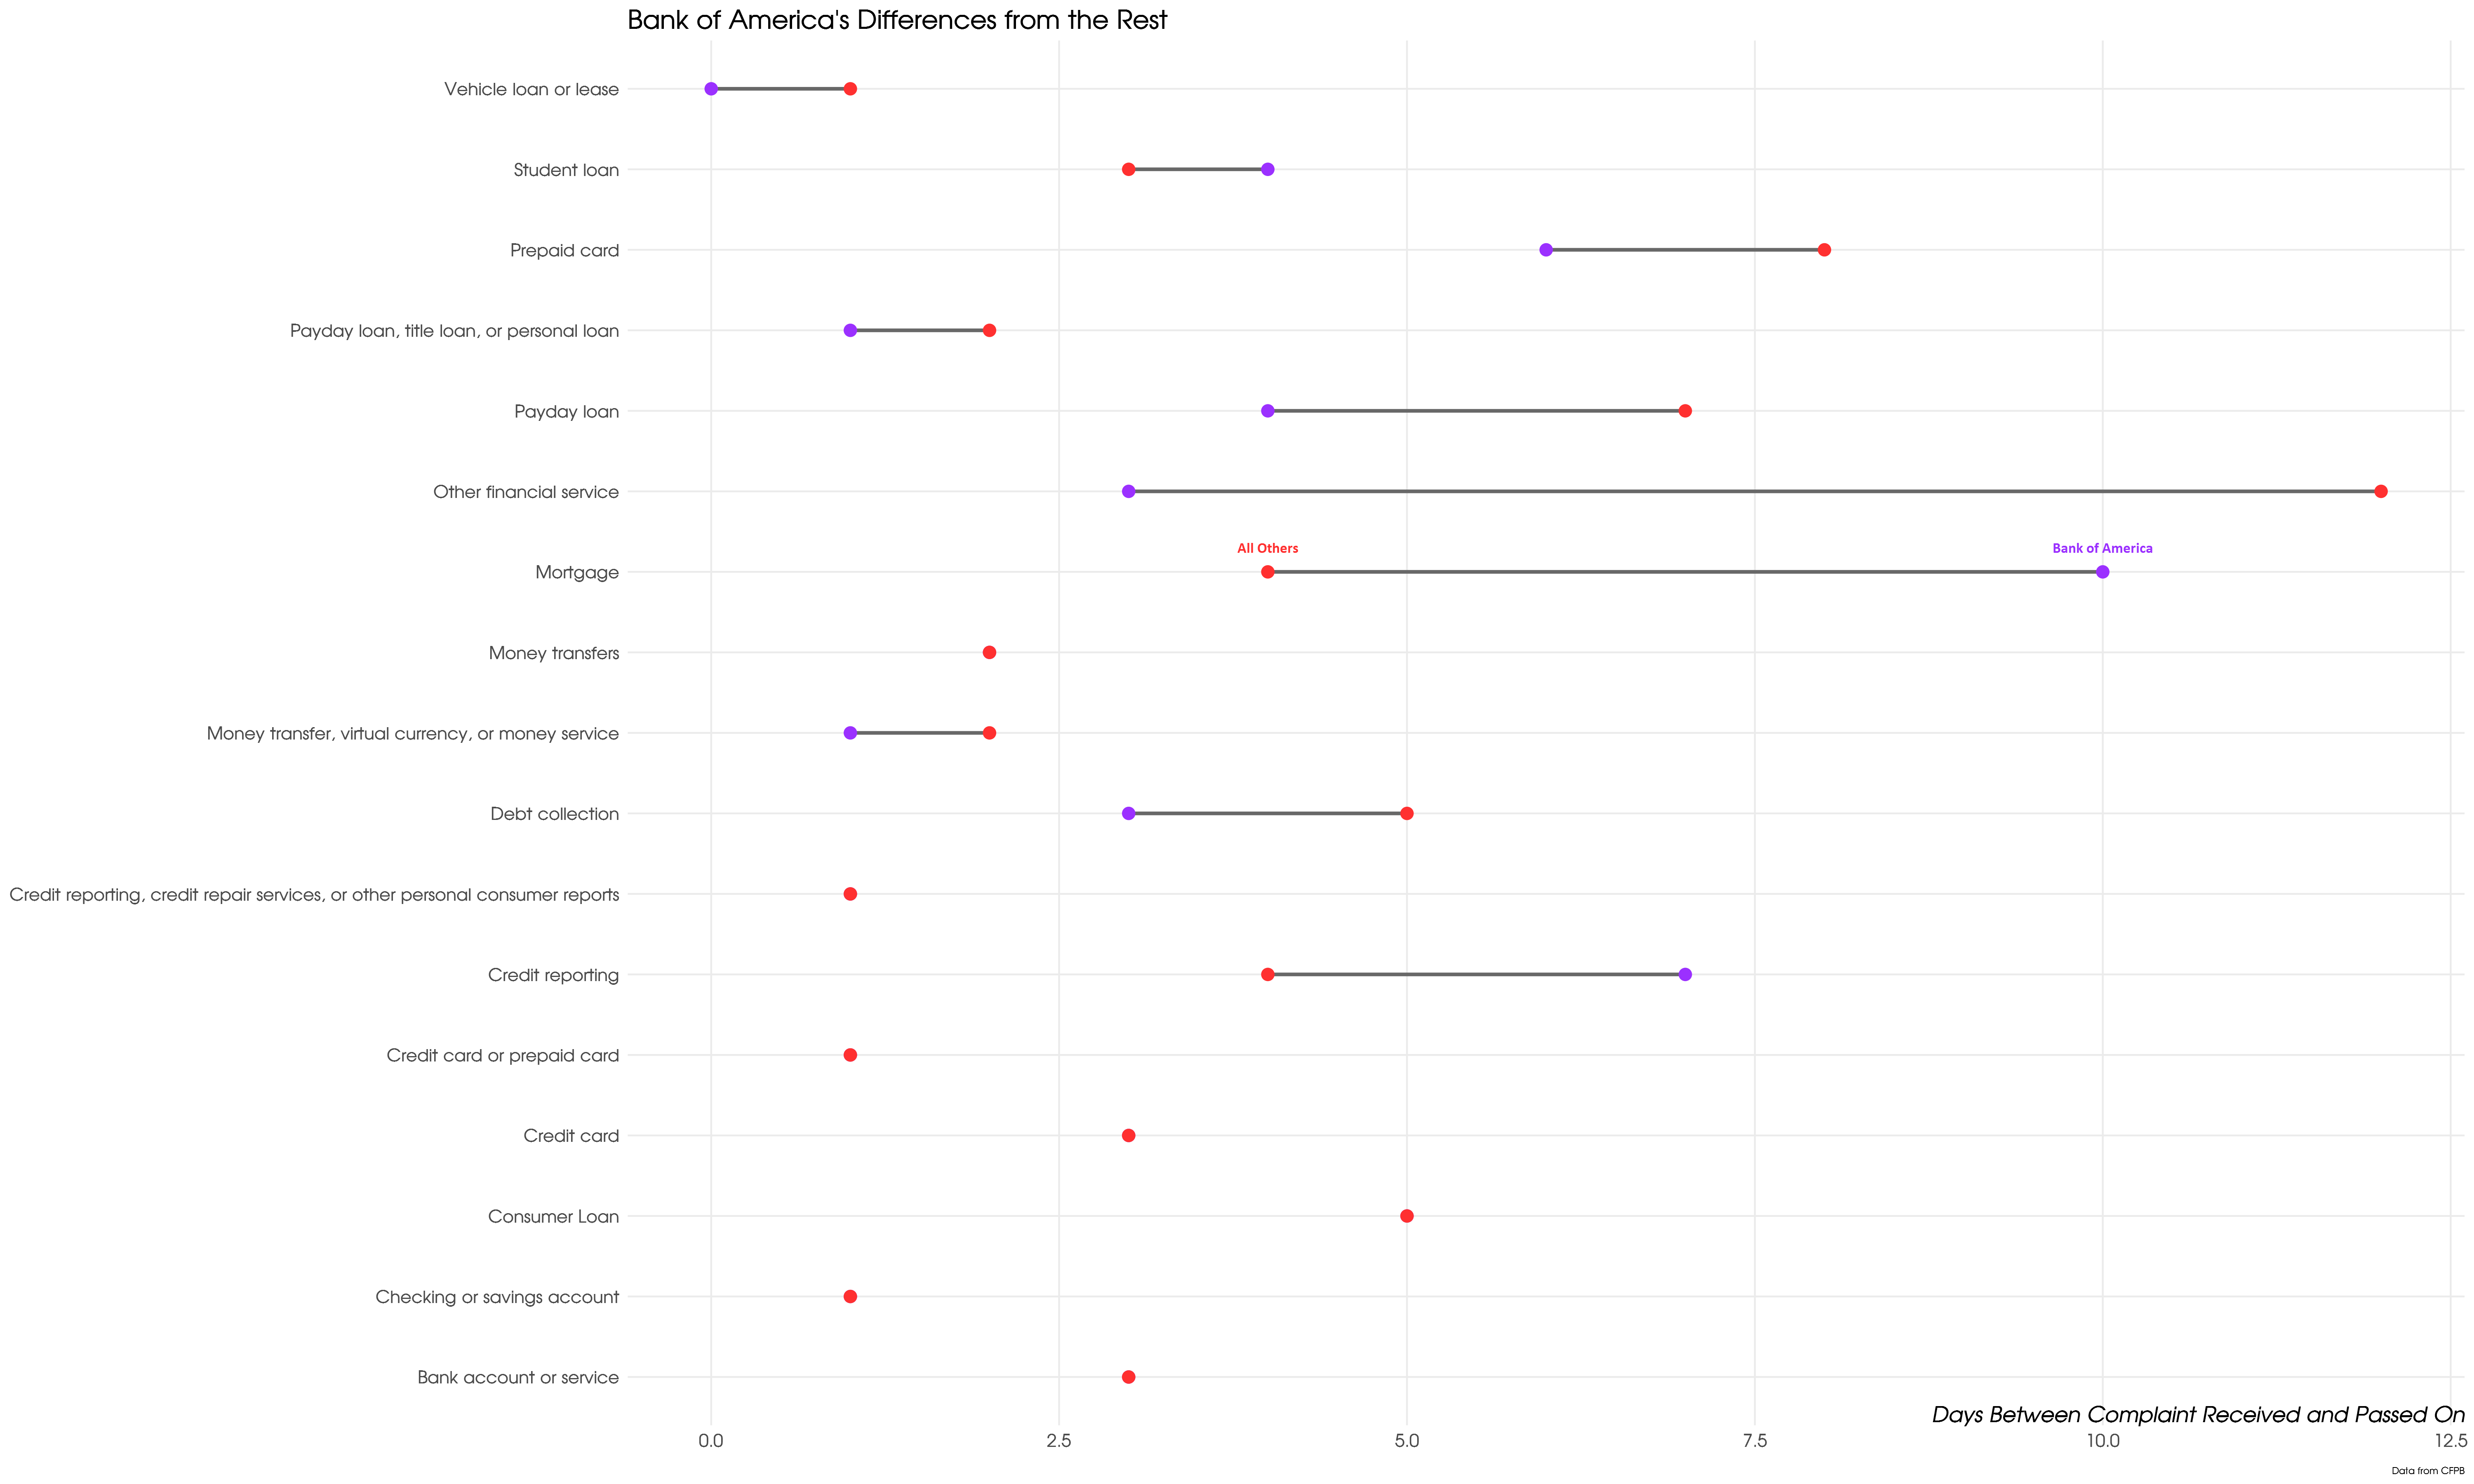 Bank of America's Differences from the Rest
Vehicle loan or lease
Student loan
Prepaid card
Payday loan, title loan, or personal loan
Payday loan
Other financial service
All Others
Bank of America
Mortgage
Money transfers
Money transfer, virtual currency, or money service
Debt collection
Credit reporting, credit repair services, or other personal consumer reports
Credit reporting
Credit card or prepaid card
Credit card
Consumer Loan
Checking or savings account
Bank account or service
Days Between Complaint Received and Passed On
0.0 2.5 5.0 7.5 10.0 12.5
Data from CFPB